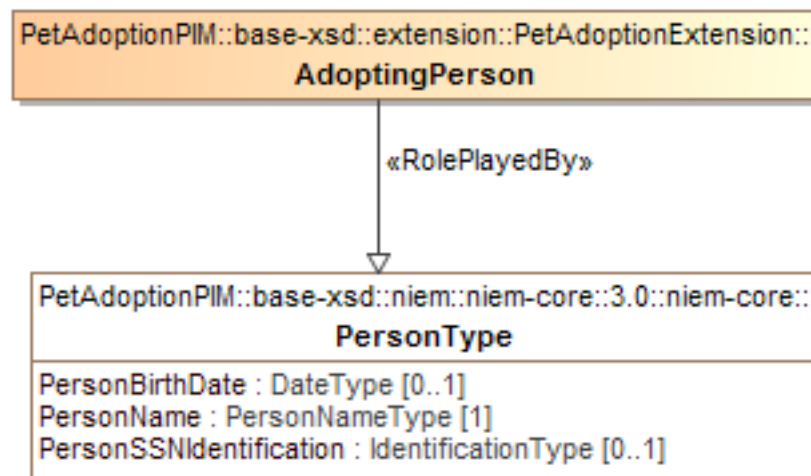 PetAdoptionPIM::base-xsd::extension::PetAdoptionExtension::
AdoptingPerson
«RolePlayedBy»
PetAdoptionPIM::base-xsd::niem::niem-core::3.0::niem-core::
PersonType
PersonBirthDate : DateType [0..1]
PersonName : PersonNameType [1]
PersonSSNIdentification : IdentificationType [0..1]